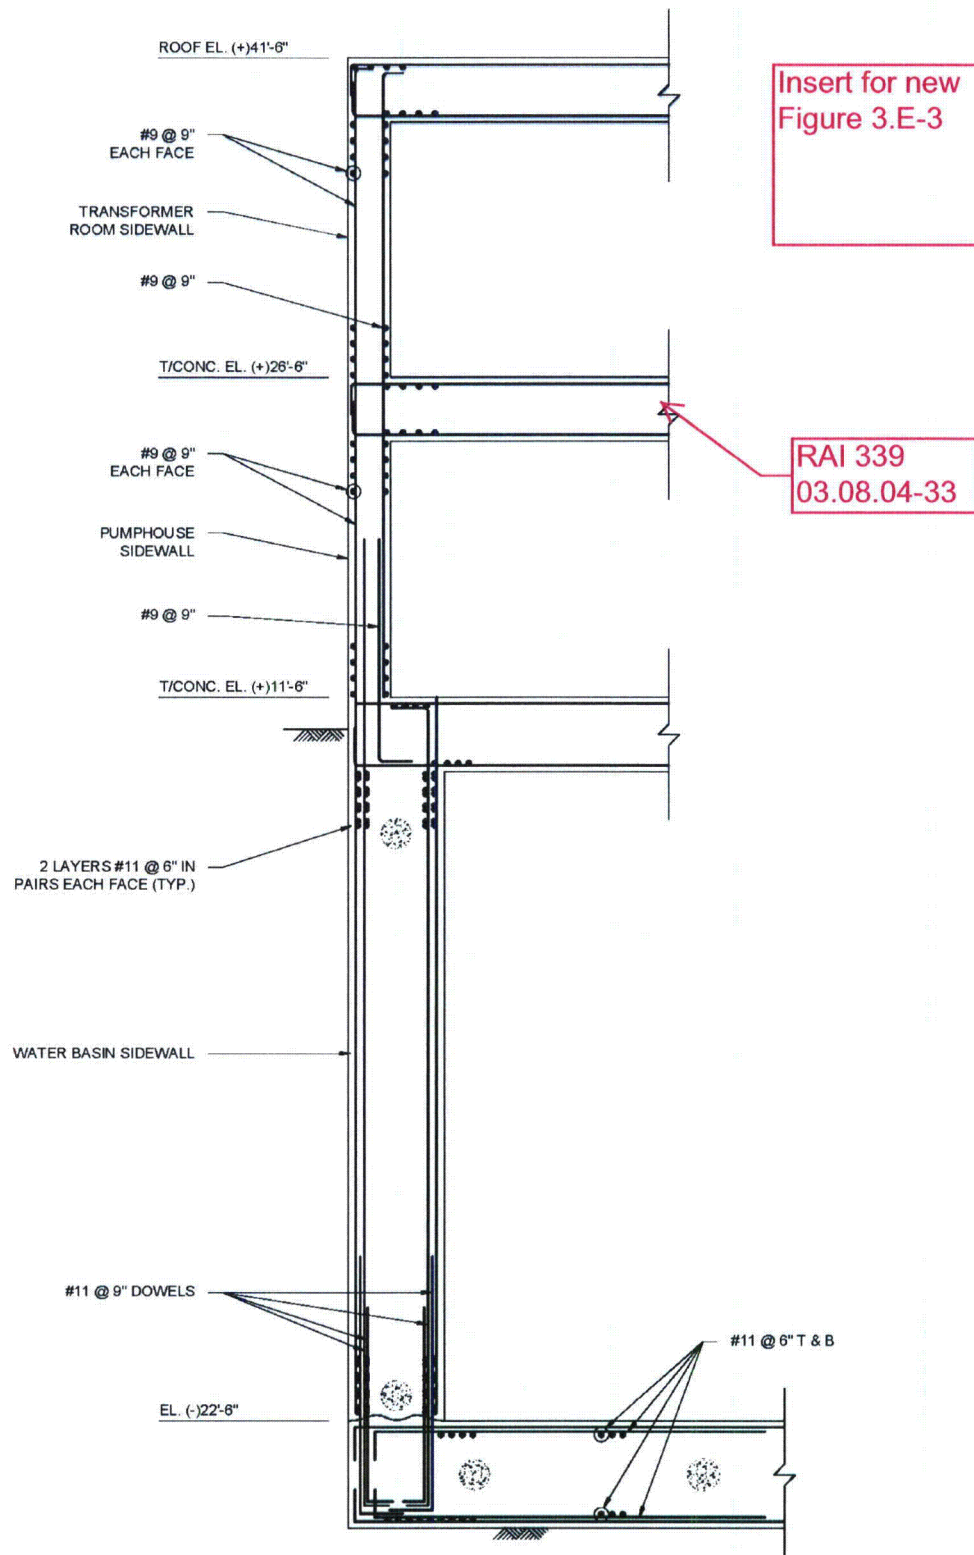 ROOF EL. (+)41'-6"
Insert for new
Figure 3.E-3
#9 @ 9"
EACH FACE
TRANSFORMER
ROOM SIDEWALL
#9 @ 9"
T/CONC. EL. (+)26'-6"
#9 @ 9"
EACH FACE
RAI 339
03.08.04-33
PUMPHOUSE
SIDEWALL
#9 @ 9"
T/CONC. EL. (+)11'-6"
2 LAYERS #11 @ 6" IN
PAIRS EACH FACE (TYP.)
WATER BASIN SIDEWALL
#11 @ 9" DOWELS
#11 @ 6" T & B
EL. (-)22'-6"